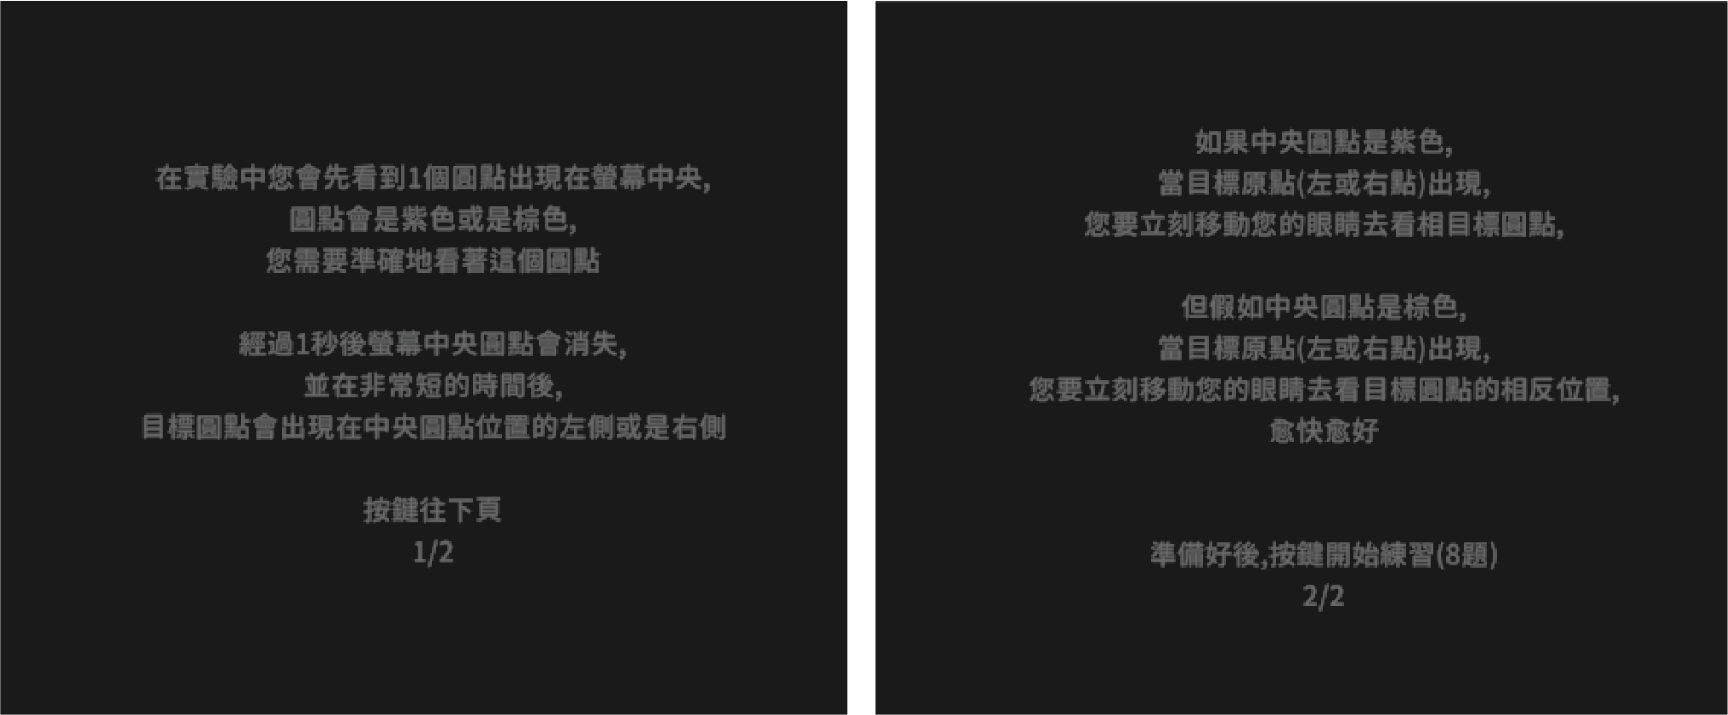 在實驗中您會先看到1個圓點出現在螢幕中央,
圓點會是紫色或是棕色,
您需要準確地看著這個圓點
經過1秒後螢幕中央圓點會消失,
並在非常短的時間後,
目標圓點會出現在中央圓點位置的左側或是右側
按鍵往下頁
1/2
如果中央圓點是紫色,
當目標原點(左或右點)出現,
您要立刻移動您的眼睛去看相目標圓點,
但假如中央圓點是棕色,
當目標原點(左或右點)出現,
您要立刻移動您的眼睛去看目標圓點的相反位置,
愈快愈好
準備好後,按鍵開始練習(8題)
2/2